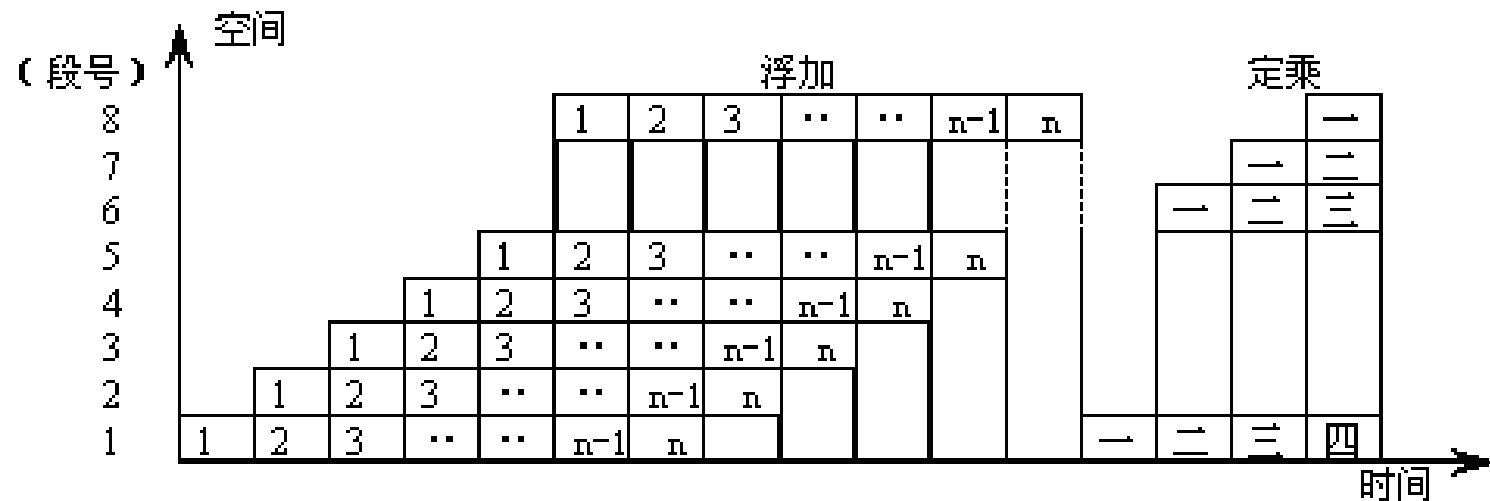 空间
(段号) 浮加 定乘
8 1 2 3 ·· ·· n-1 n 一
7 一 二
6 一 二 三
5 1 2 3 ·· ·· n-1 n
4 1 2 3 ·· ·· n-1 n
3 1 2 3 ·· ·· n-1 n
2 1 2 3 ·· ·· n-1 n
1 1 2 3 ·· ·· n-1 n 一 二 三 四
时间